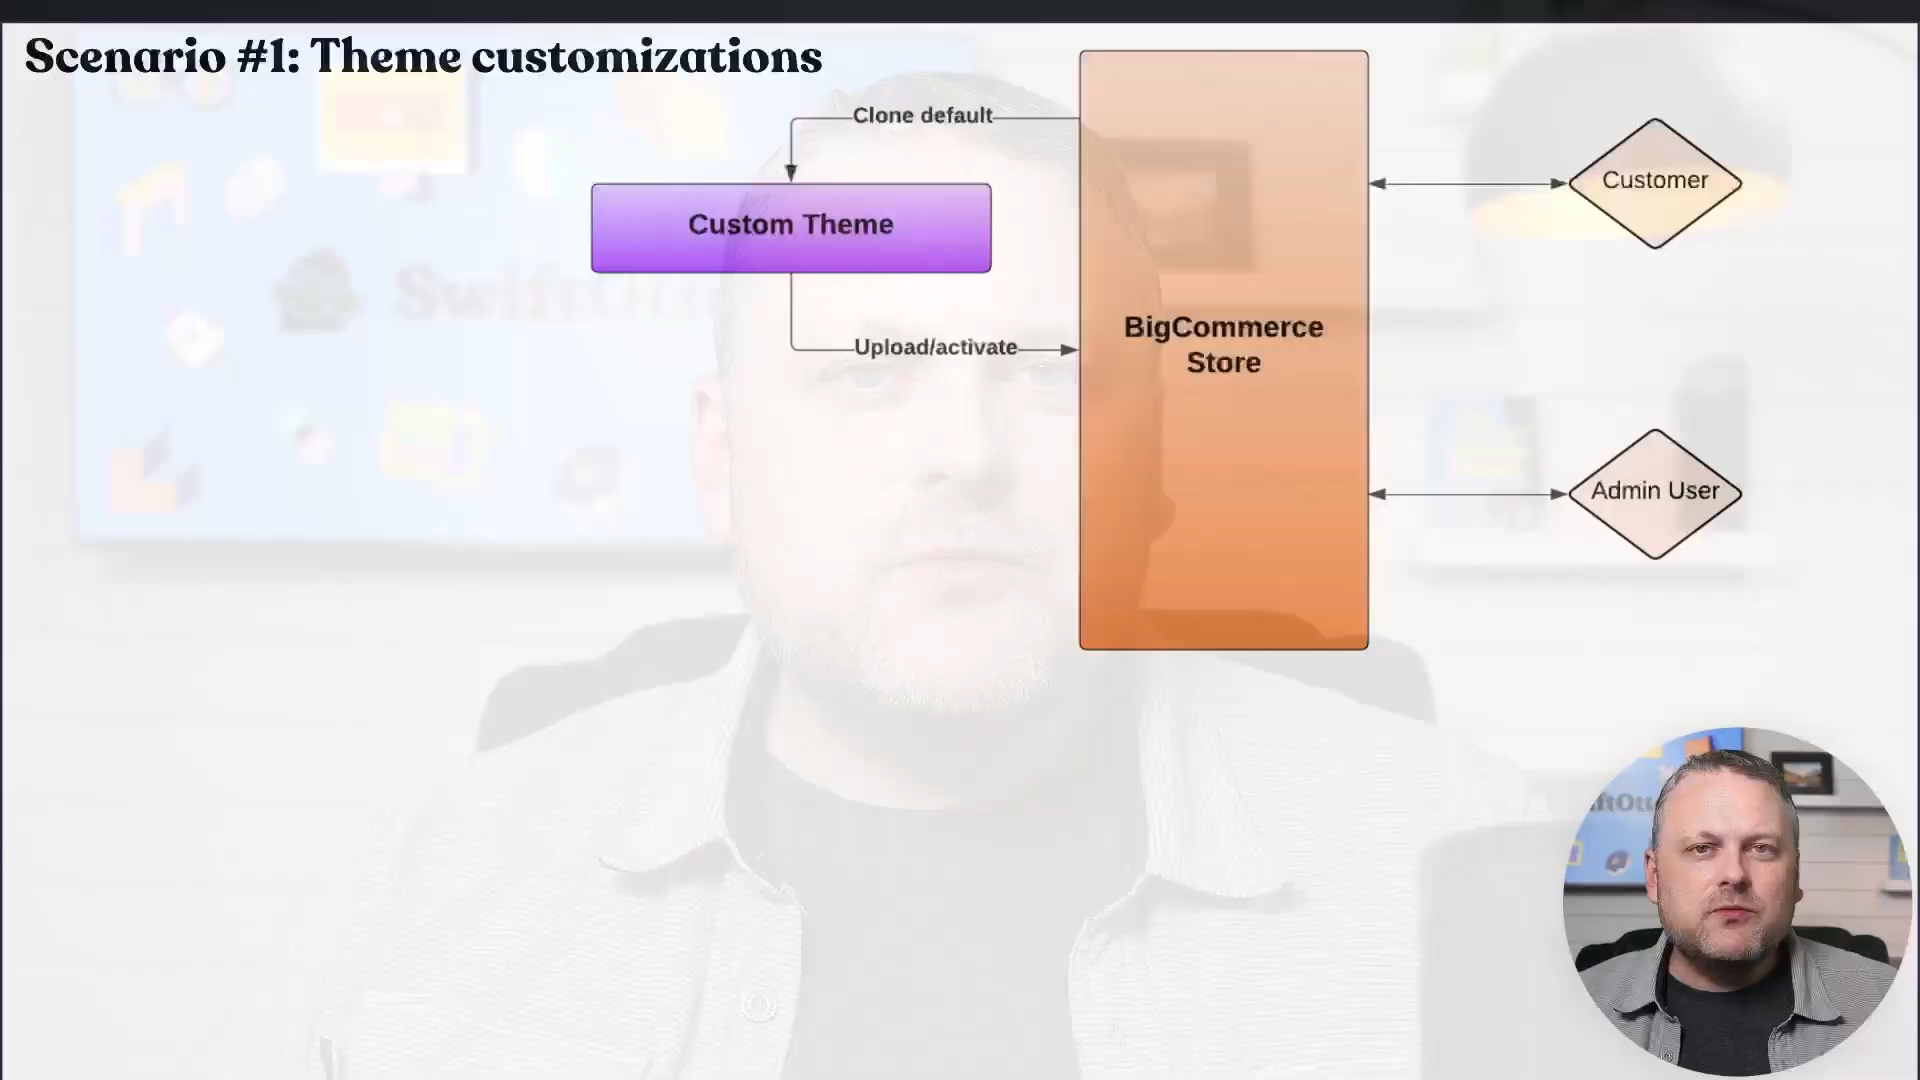 Scenario #1: Theme customizations
Clone default
Custom Theme
Upload/activate
BigCommerce
Store
Customer
Admin User